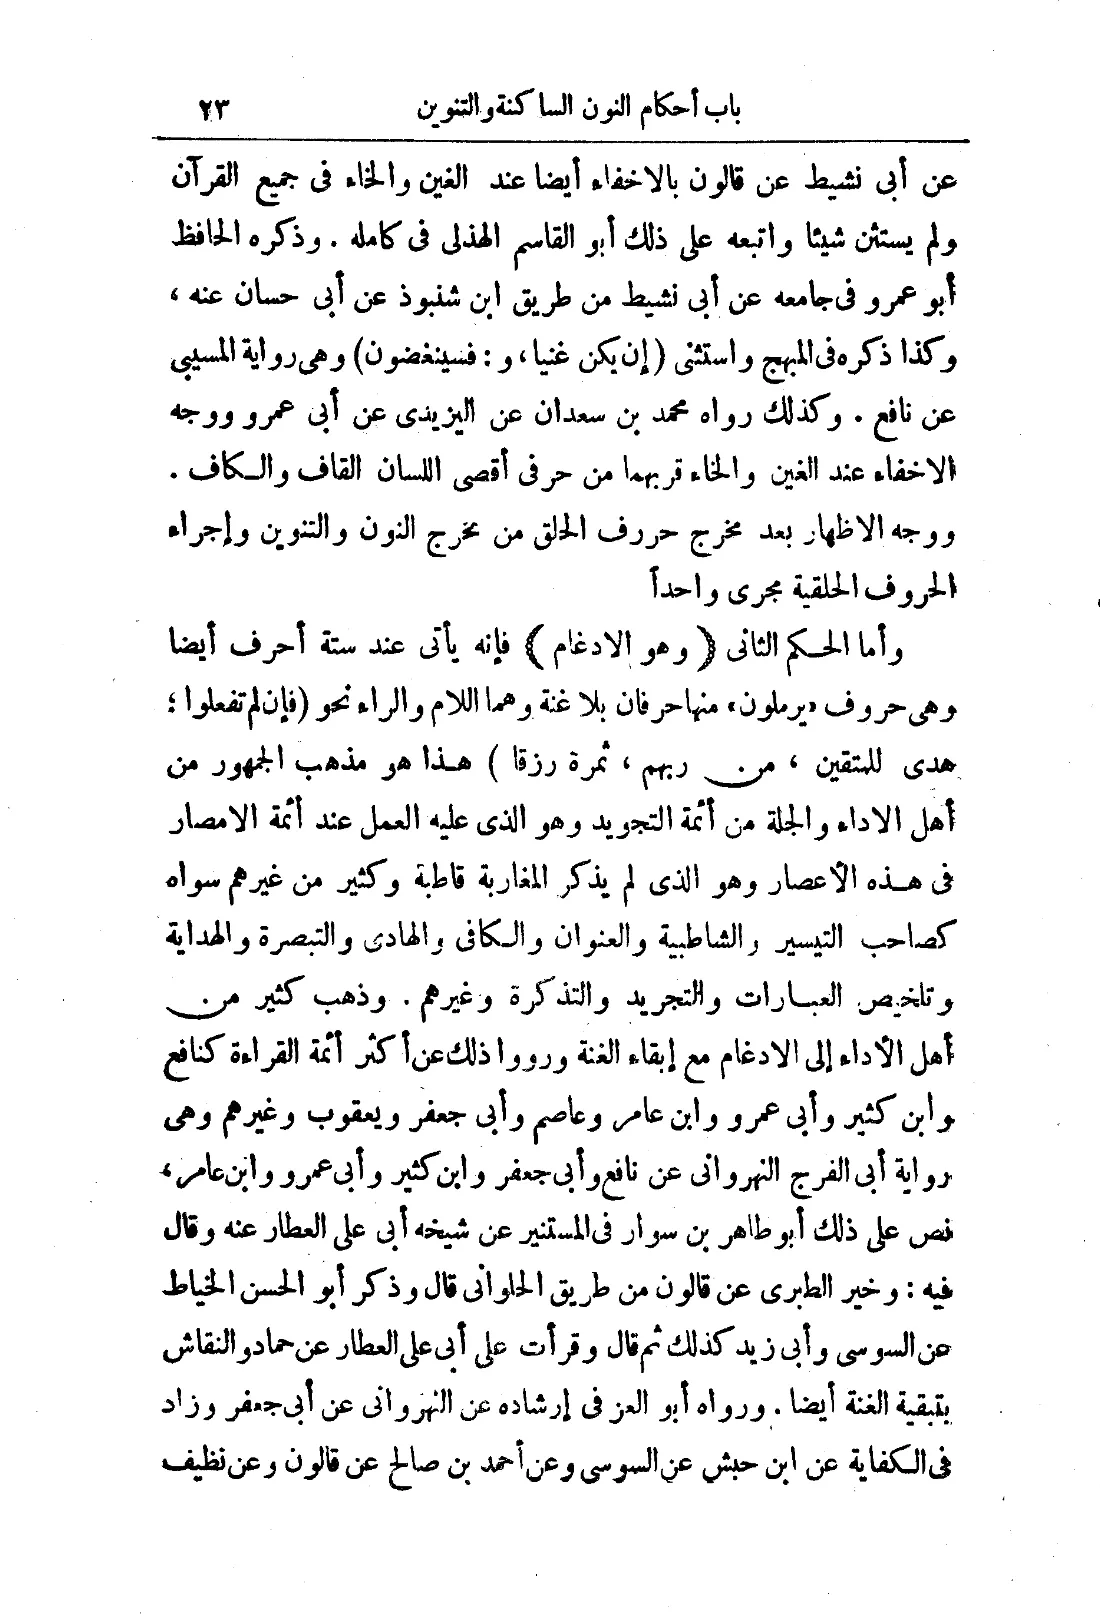 باب أحكام النون الساكنة والتنوين ٢٣
عن أبى نشيط عن قالون بالاخفاء أيضا عند الغين والخاء فى جميع القرآن
ولم يستثن شيئا واتبعه على ذلك أبو القاسم الهذلى فى كامله . وذكره الحافظ
أبو عمرو فى جامعه عن أبى نشيط من طريق ابن شنبوذ عن أبى حسان عنه ،
وكذا ذكره فى المبهج واستثنى (إن يكن غنيا ، و : فسينغضون) وهى رواية المسيبى
عن نافع . وكذلك رواه محمد بن سعدان عن اليزيدى عن أبى عمرو ووجه
الاخفاء عند الغين والخاء قربهما من حرفى أقصى اللسان القاف والكاف .
ووجه الاظهار بعد مخرج حروف الحلق من مخرج النون والتنوين وإجراء
الحروف الحلقية مجرى واحداً
وأما الحكم الثانى ﴿ وهو الادغام ﴾ فإنه يأتى عند ستة أحرف أيضا
وهى حروف «يرملون» منها حرفان بلا غنة وهما اللام والراء نحو (فإن لم تفعلوا ؛
هدى للمتقين ، من ربهم ، ثمرة رزقا ) هذا هو مذهب الجمهور من
أهل الاداء والجلة من أئمة التجويد وهو الذى عليه العمل عند أئمة الامصار
فى هذه الأعصار وهو الذى لم يذكر المغاربة قاطبة وكثير من غيرهم سواه
كصاحب التيسير والشاطبية والعنوان والكافى والهادى والتبصرة والهداية
وتلخيص العبارات والتجريد والتذكرة وغيرهم . وذهب كثير من
أهل الأداء إلى الادغام مع إبقاء الغنة ورووا ذلك عن أكثر أئمة القراءة كنافع
وابن كثير وأبى عمرو وابن عامر وعاصم وأبى جعفر ويعقوب وغيرهم وهى
رواية أبى الفرج النهروانى عن نافع وأبى جعفر وابن كثير وأبى عمرو وابن عامر ،
نص على ذلك أبو طاهر بن سوار فى المستنير عن شيخه أبى على العطار عنه وقال
فيه : وخير الطبرى عن قالون من طريق الحلوانى قال وذكر أبو الحسن الخياط
عن السوسى وأبى زيد كذلك ثم قال وقرأت على أبى على العطار عن حماد والنقاش
بتبقية الغنة أيضا . ورواه أبو العز فى إرشاده عن النهروانى عن أبى جعفر وزاد
فى الكفاية عن ابن حبش عن السوسى وعن أحمد بن صالح عن قالون وعن نظيف